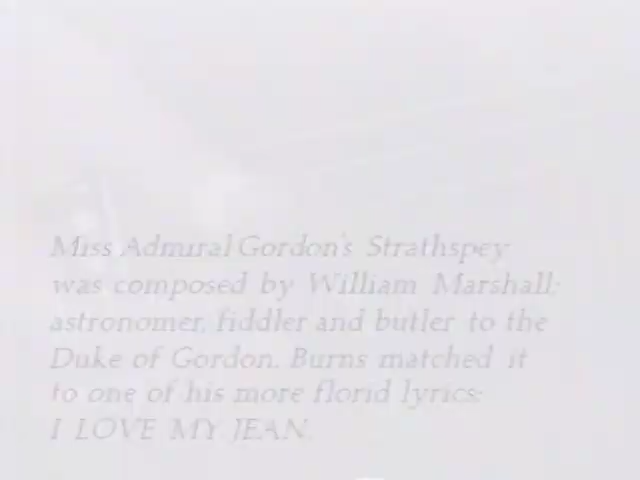 Miss Admiral Gordon's Strathspey
was composed by William Marshall;
astronomer, fiddler and butler to the
Duke of Gordon. Burns matched it
to one of his more florid lyrics:
I LOVE MY JEAN.